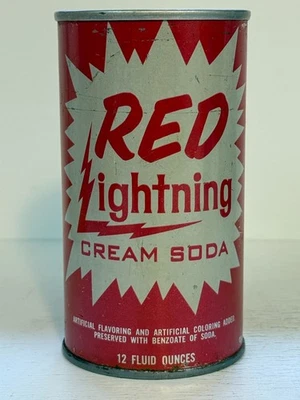 RED
Lightning
CREAM SODA
ARTIFICIAL FLAVORING AND ARTIFICIAL COLORING ADDED.
PRESERVED WITH BENZOATE OF SODA.
12 FLUID OUNCES